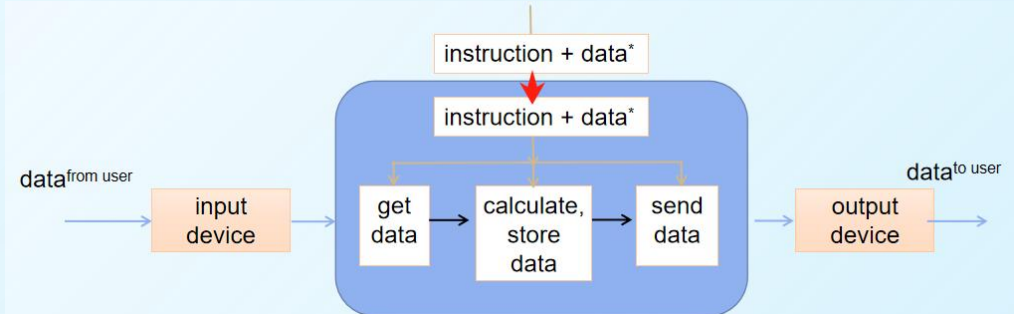 instruction + data*
instruction + data*
data from user
input
device
get
data
calculate,
store
data
send
data
data to user
output
device